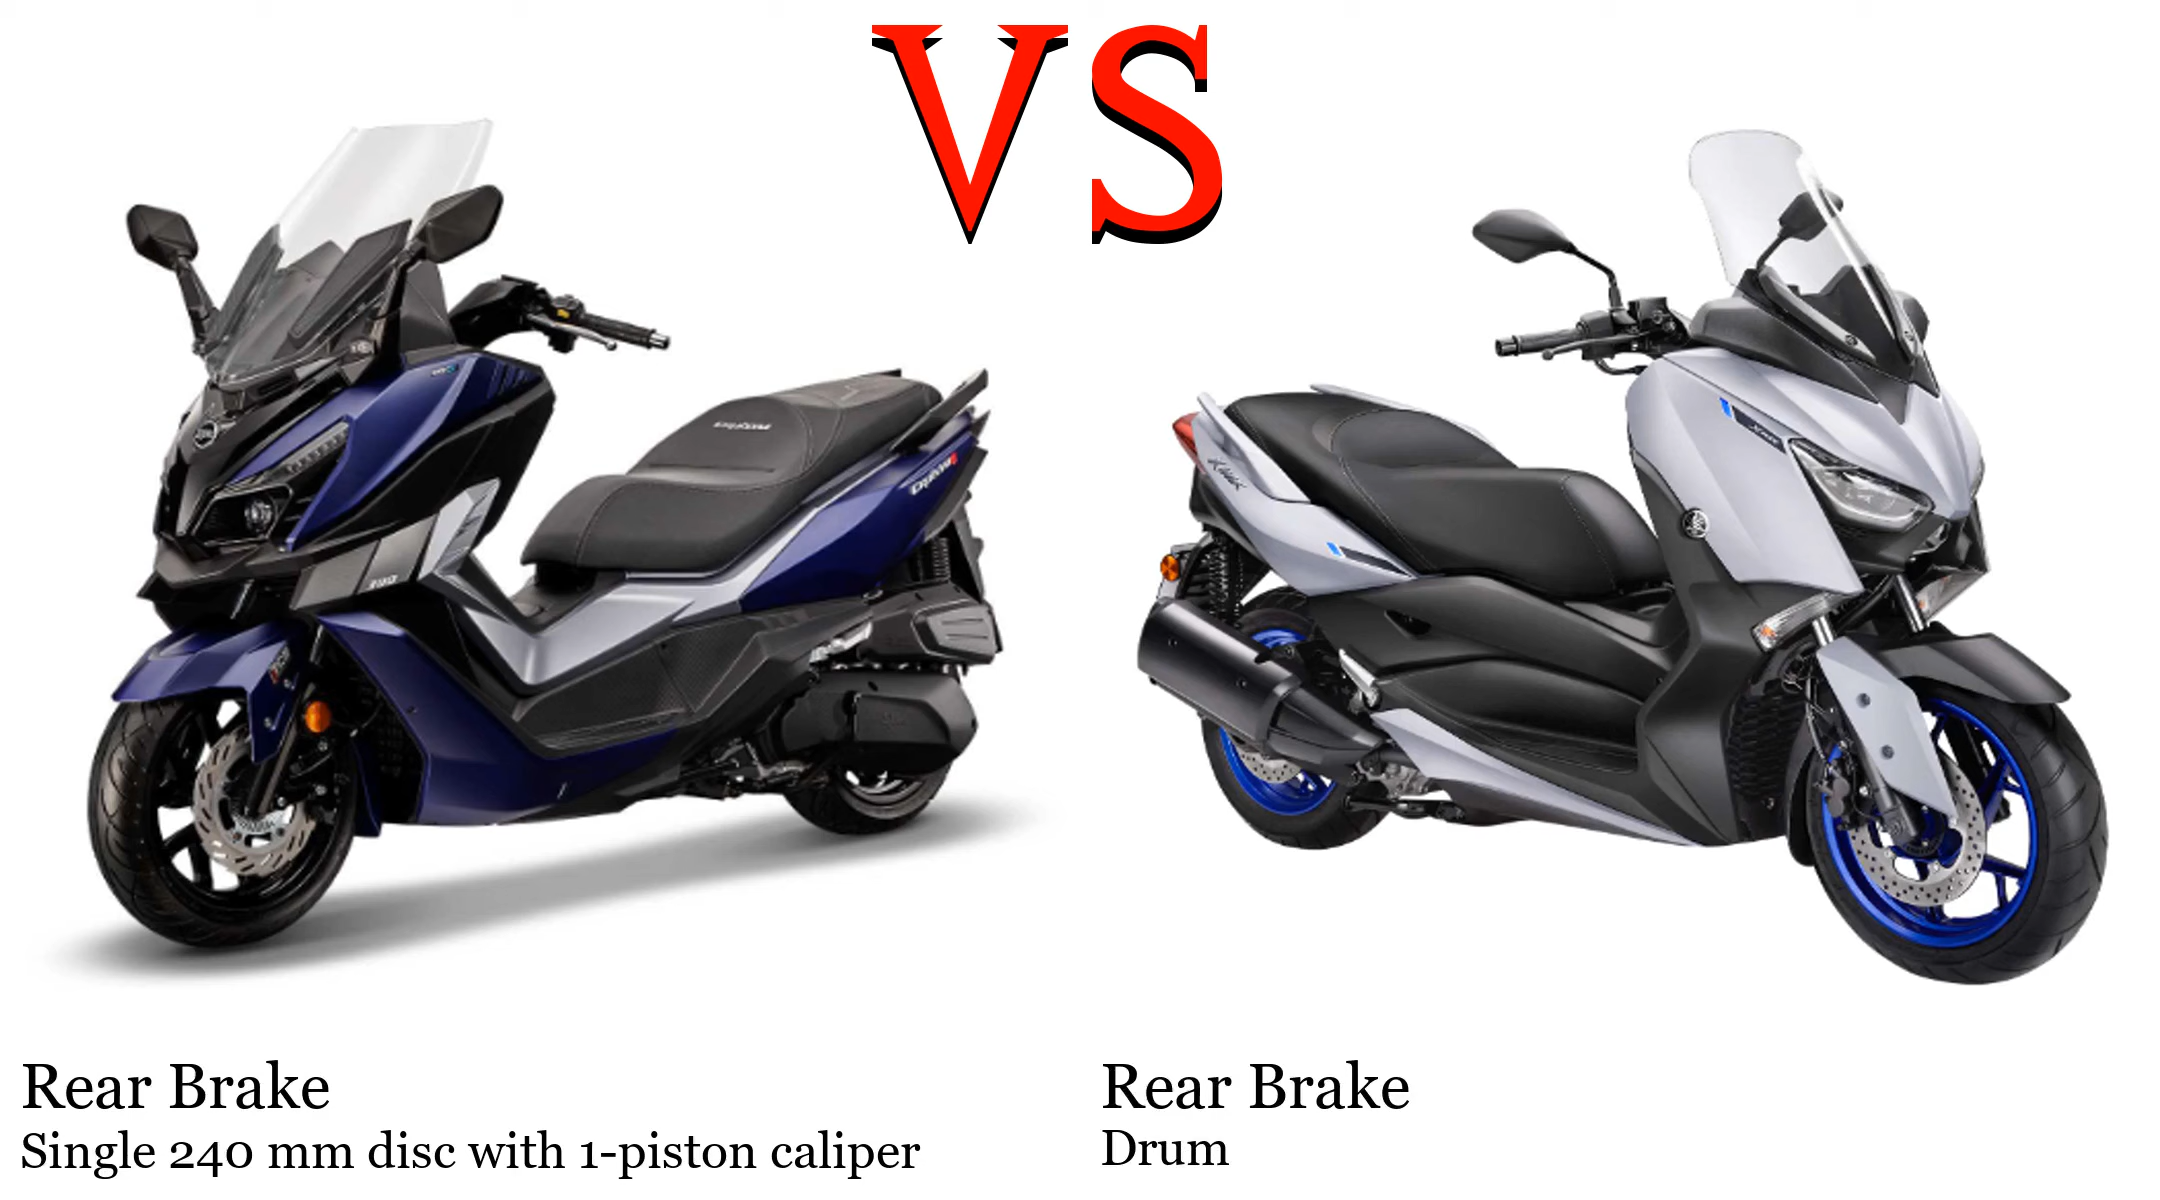 VS
Rear Brake
Single 240 mm disc with 1-piston caliper
Rear Brake
Drum